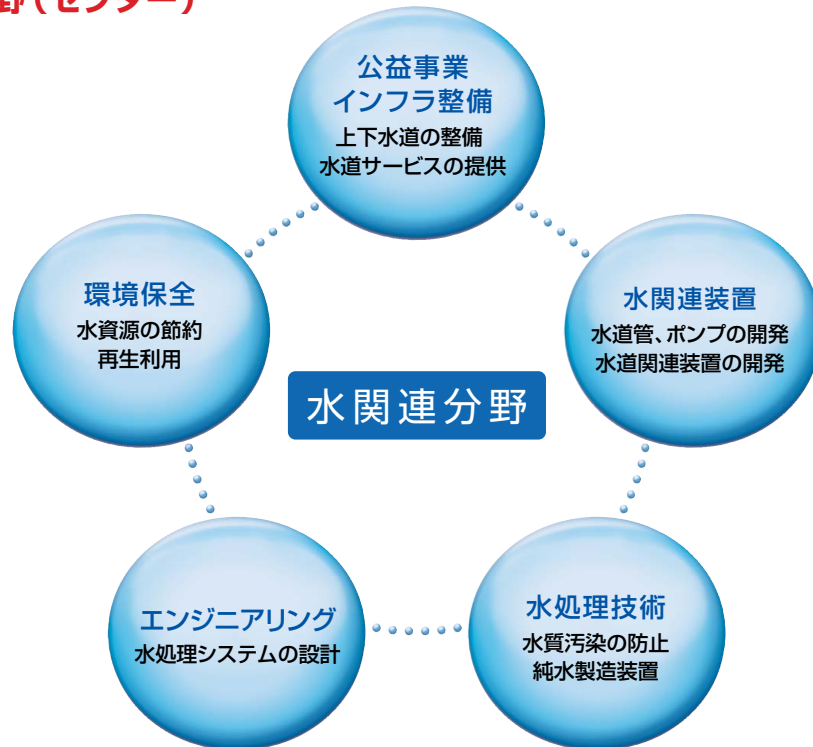 野（セクター）
公益事業
インフラ整備
上下水道の整備
水道サービスの提供
環境保全
水資源の節約
再生利用
水関連装置
水道管、ポンプの開発
水道関連装置の開発
水関連分野
エンジニアリング
水処理システムの設計
水処理技術
水質汚染の防止
純水製造装置